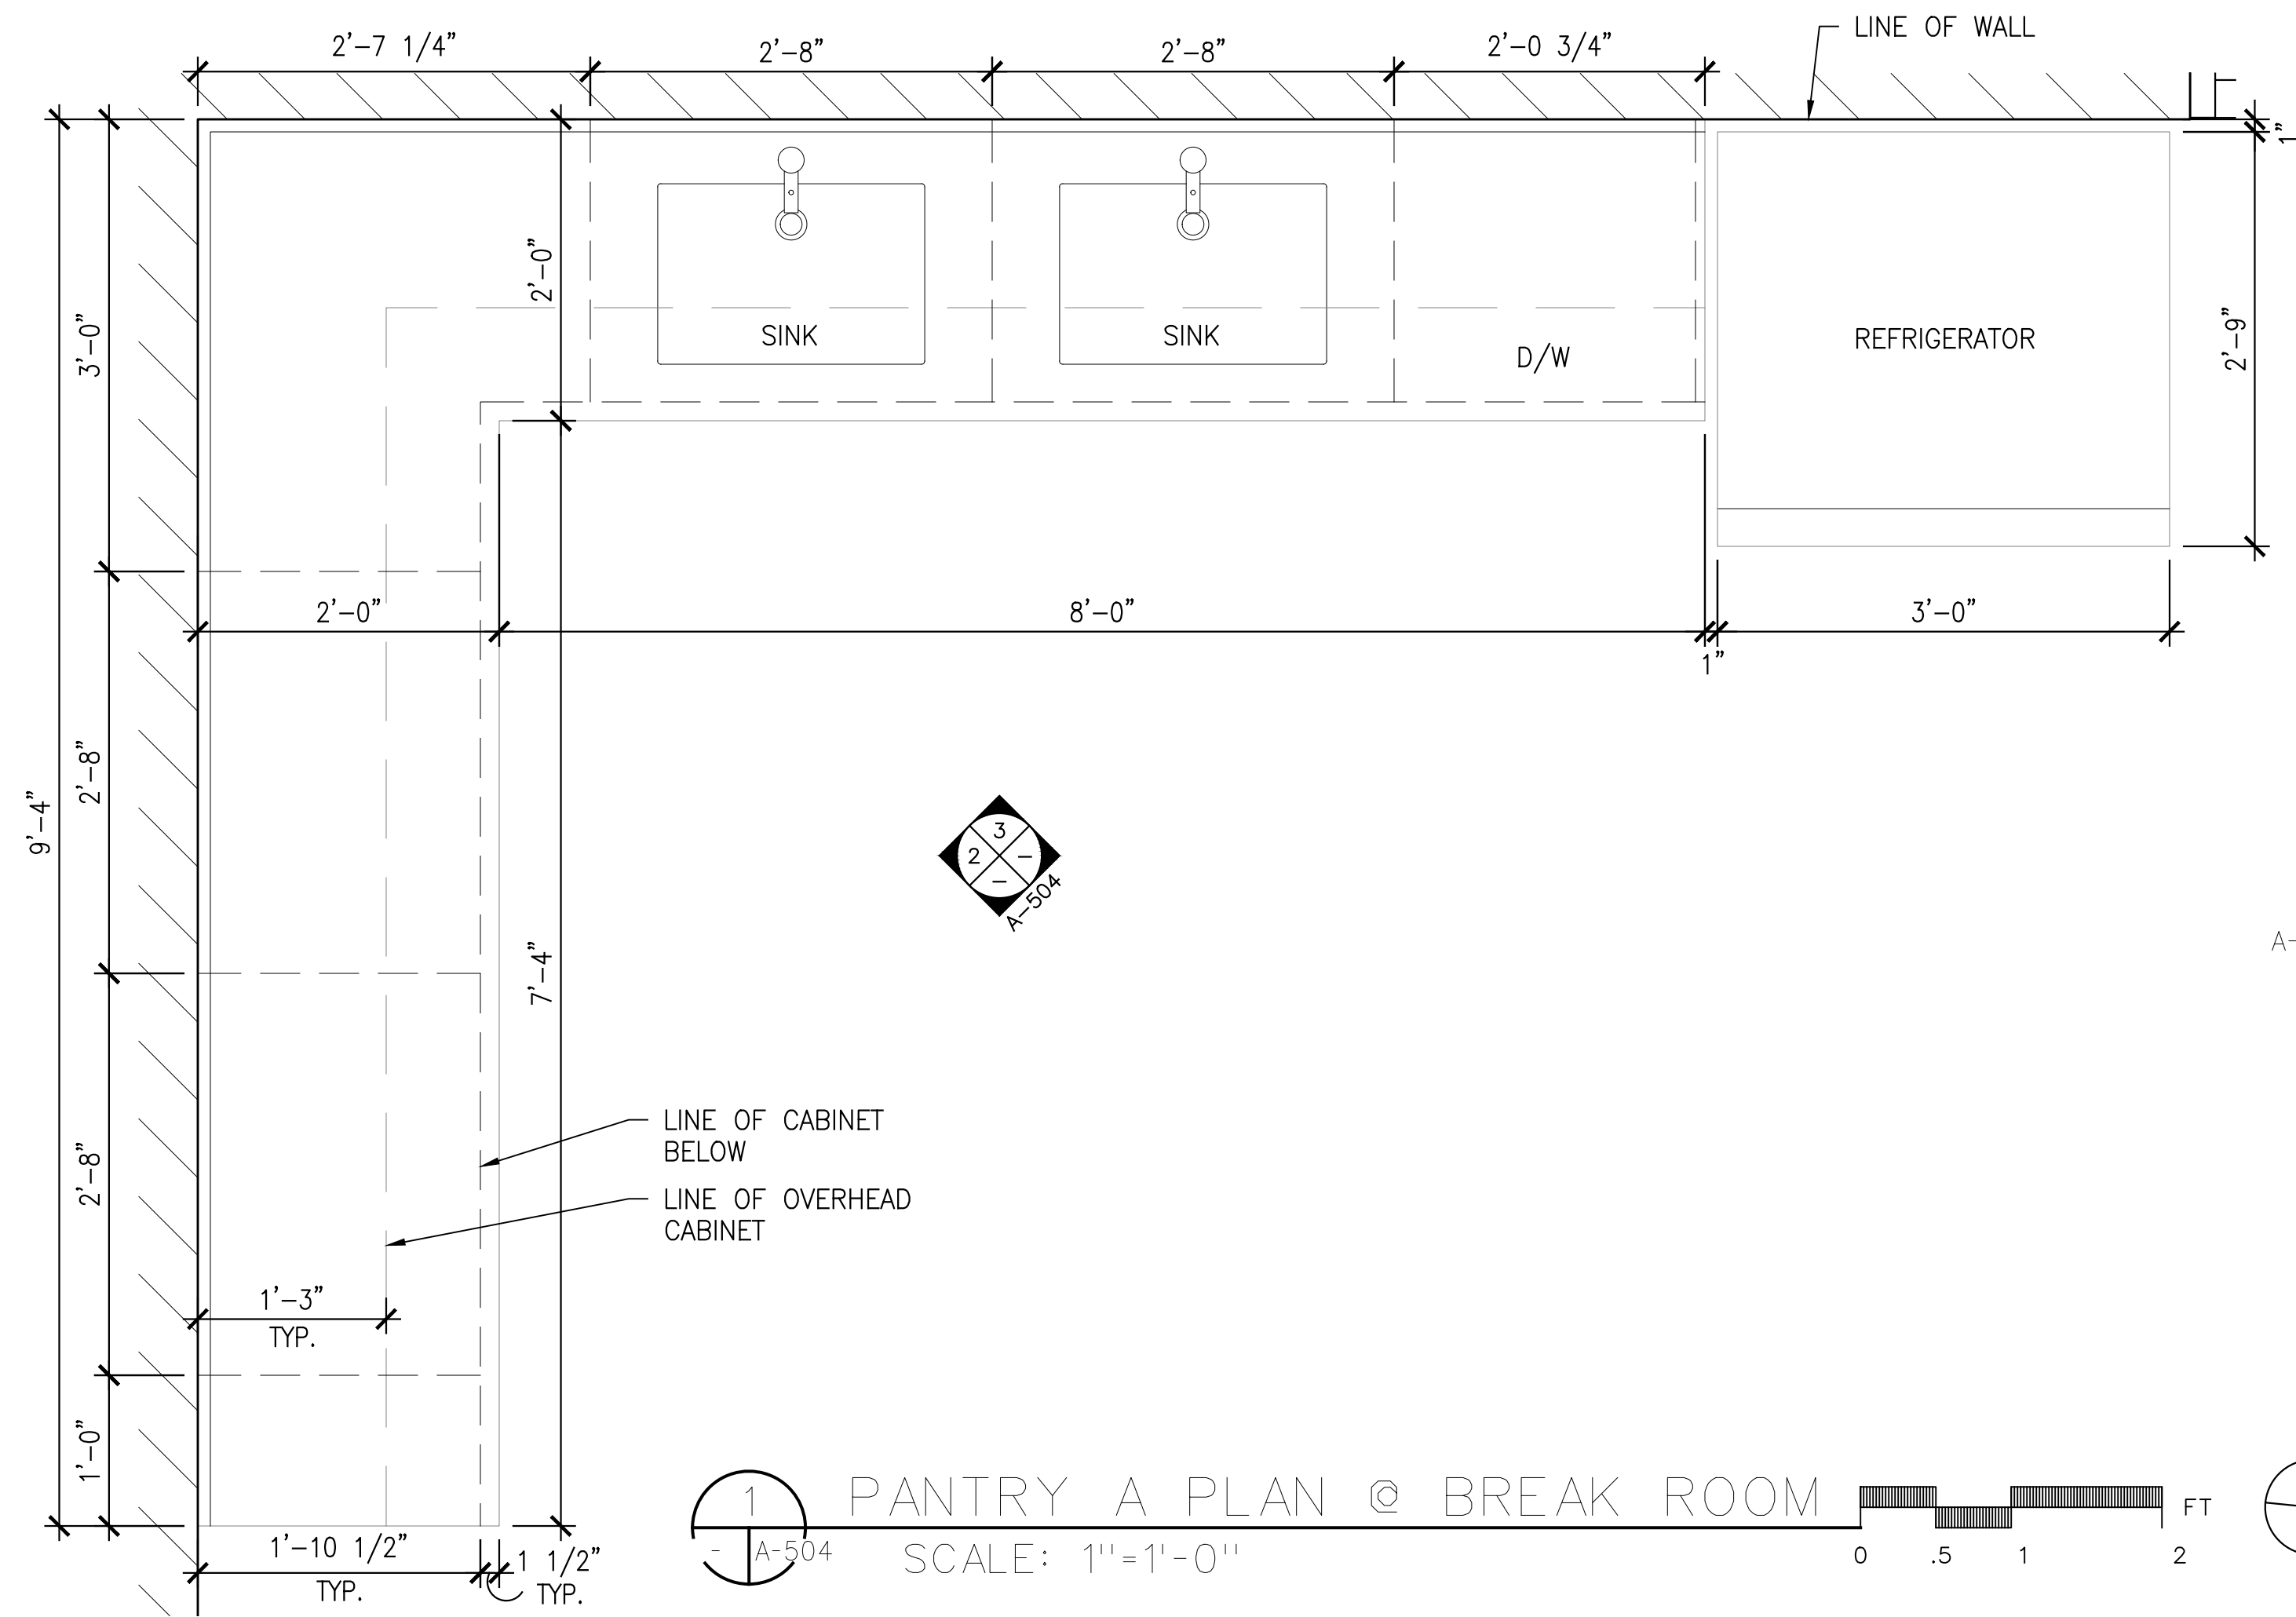 LINE OF WALL
2'-7 1/4"
2'-8"
2'-8"
2'-0 3/4"
1"
3'-0"
2'-0"
SINK
SINK
D/W
REFRIGERATOR
2'-9"
2'-0"
8'-0"
3'-0"
1"
2'-8"
9'-4"
3
2
-
-
A-504
7'-4"
A-
LINE OF CABINET
BELOW
2'-8"
LINE OF OVERHEAD
CABINET
1'-3"
TYP.
1'-0"
1'-10 1/2"
TYP.
1 1/2"
TYP.
1
-
A-504
PANTRY A PLAN @ BREAK ROOM
SCALE: 1"=1'-0"
FT
0 .5 1 2